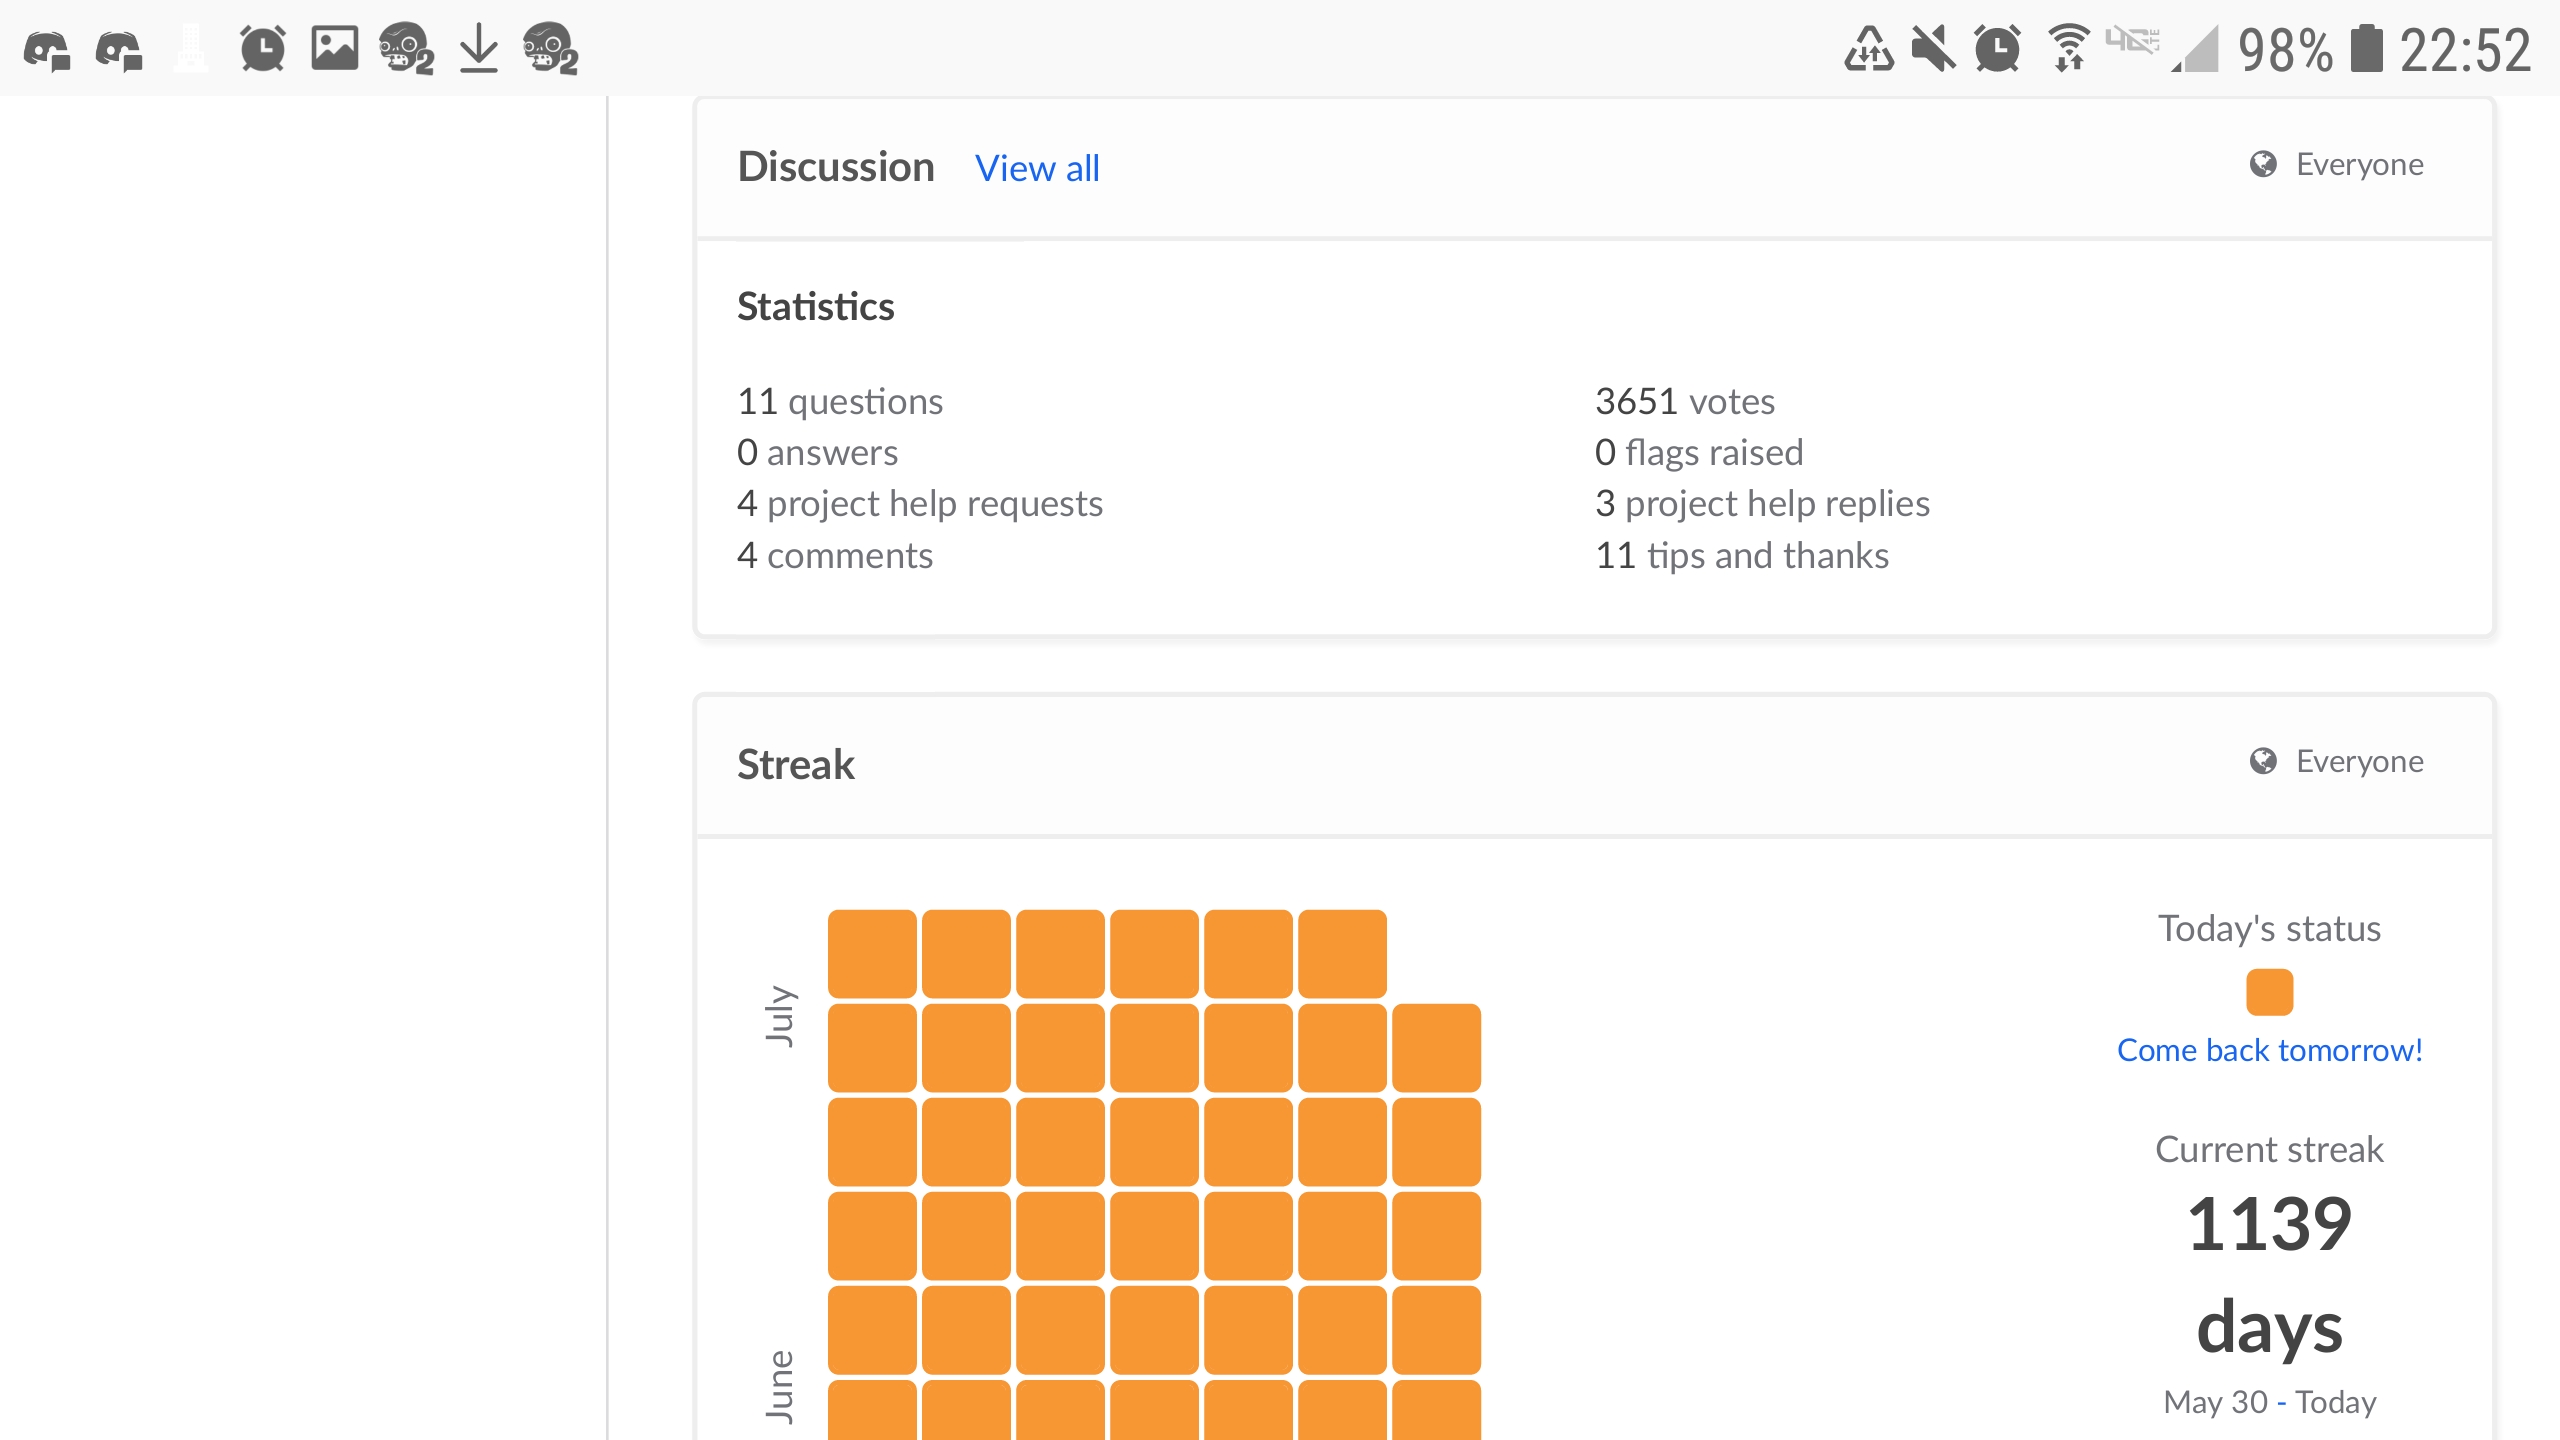 98% 22:52
Discussion View all Everyone
Statistics
11 questions
0 answers
4 project help requests
4 comments
3651 votes
0 flags raised
3 project help replies
11 tips and thanks
Streak Everyone
July
June
Today's status
Come back tomorrow!
Current streak
1139
days
May 30 - Today